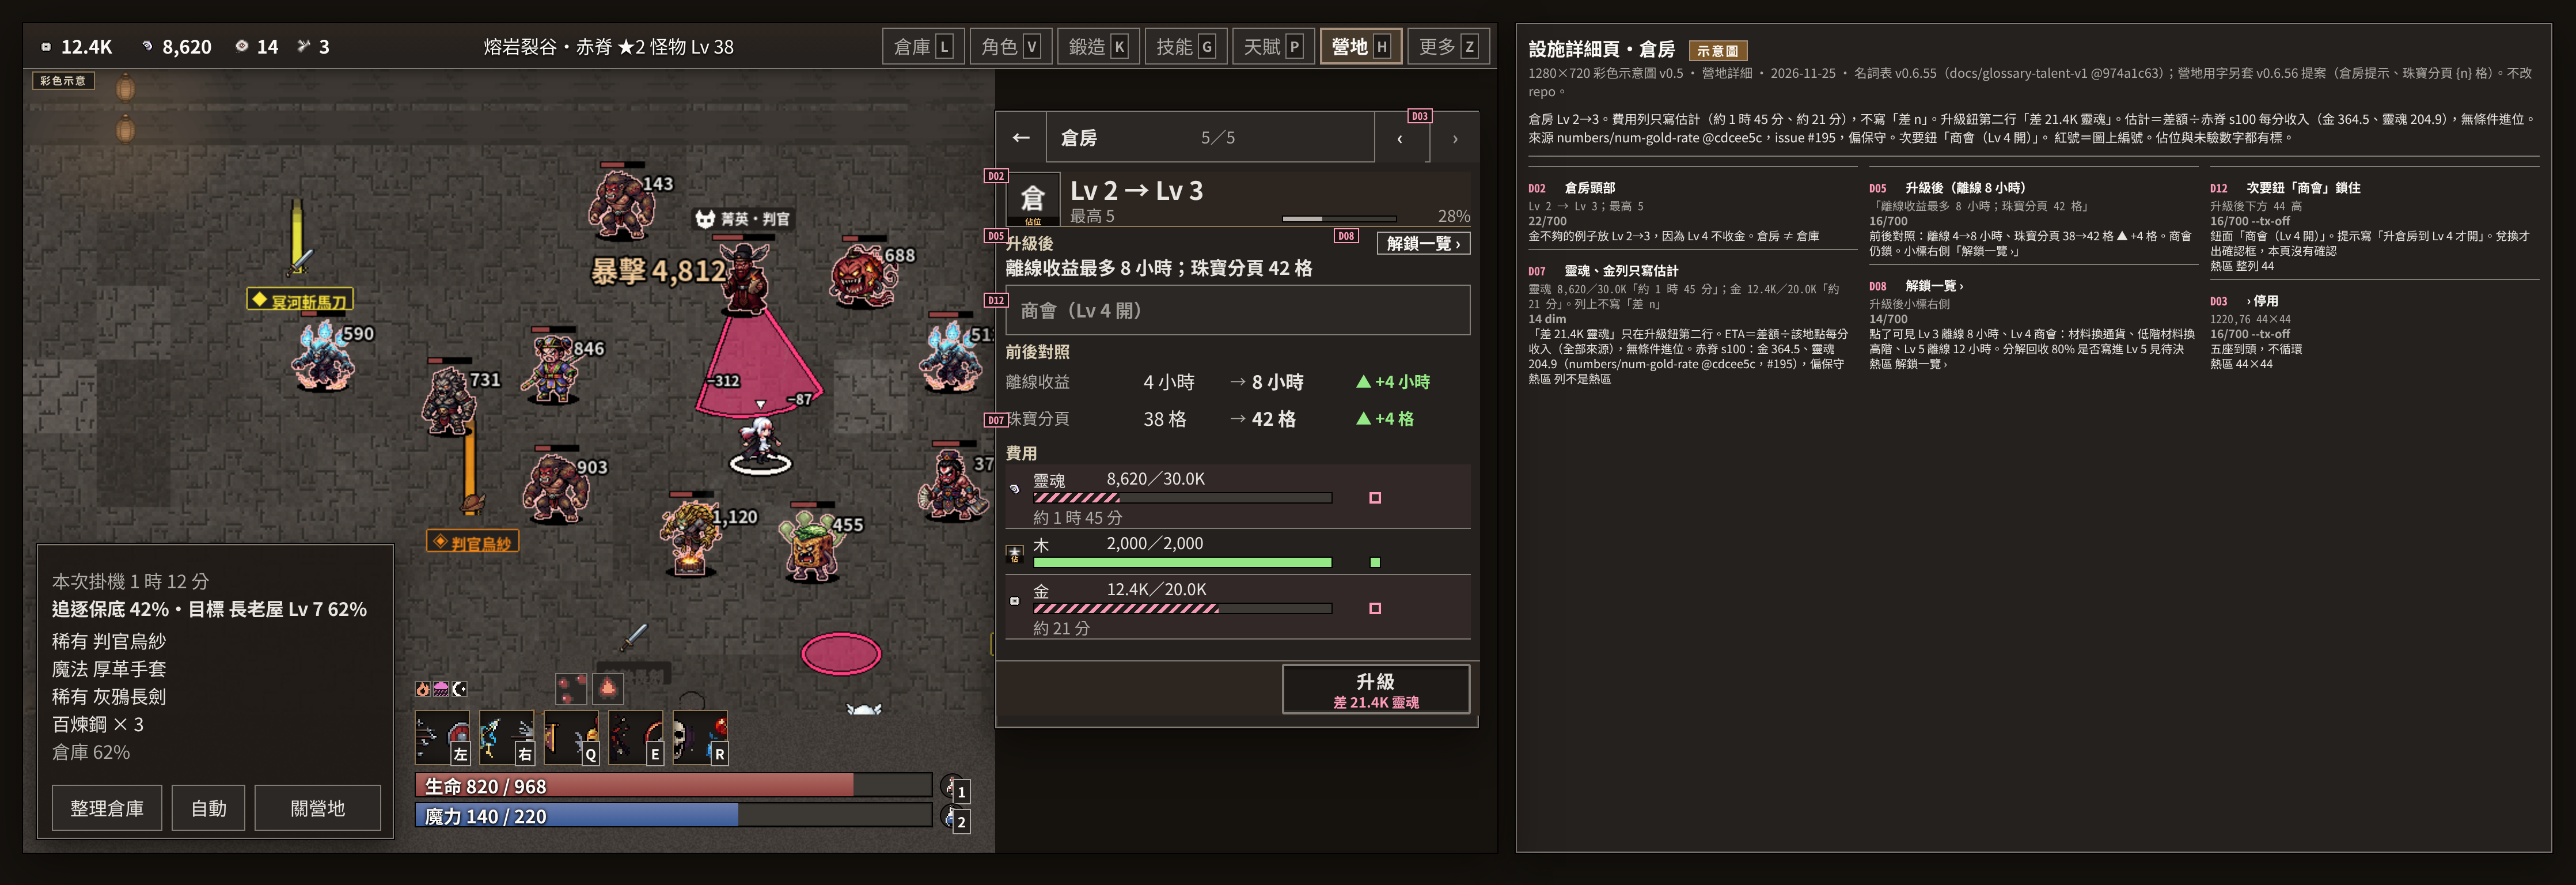 12.4K 8,620 14 3
熔岩裂谷・赤脊 ★2 怪物 Lv 38
倉庫 L 角色 V 鍛造 K 技能 G 天賦 P 營地 H 更多 Z
彩色示意
143
菁英・判官
688
暴擊 4,812
冥河斬馬刀
590
846
731
-312
-87
903
1,120
455
判官烏紗
本次掛機 1 時 12 分
追逐保底 42%・目標 長老屋 Lv 7 62%
稀有 判官烏紗
魔法 厚革手套
稀有 灰鴉長劍
百煉鋼 × 3
倉庫 62%
整理倉庫 自動 關營地
左 右 Q E R
生命 820 / 968 1
魔力 140 / 220 2
D03
← 倉房 5／5 ‹ ›
D02
倉 Lv 2 → Lv 3
佔位 最高 5 28%
D05 升級後 D08 解鎖一覽 ›
離線收益最多 8 小時；珠寶分頁 42 格
D12 商會（Lv 4 開）
前後對照
離線收益 4 小時 → 8 小時 ▲ +4 小時
D07 珠寶分頁 38 格 → 42 格 ▲ +4 格
費用
靈魂 8,620／30.0K
約 1 時 45 分
木 2,000／2,000
佔
金 12.4K／20.0K
約 21 分
升級
差 21.4K 靈魂
設施詳細頁・倉房 示意圖
1280×720 彩色示意圖 v0.5 ・ 營地詳細 ・ 2026-11-25 ・ 名詞表 v0.6.55（docs/glossary-talent-v1 @974a1c63）；營地用字另套 v0.6.56 提案（倉房提示、珠寶分頁 {n} 格）。不改
repo。
倉房 Lv 2→3。費用列只寫估計（約 1 時 45 分、約 21 分），不寫「差 n」。升級鈕第二行「差 21.4K 靈魂」。估計＝差額÷赤脊 s100 每分收入（金 364.5、靈魂 204.9），無條件進位。
來源 numbers/num-gold-rate @cdcee5c，issue #195，偏保守。次要鈕「商會（Lv 4 開）」。 紅號＝圖上編號。佔位與未驗數字都有標。
D02 倉房頭部
Lv 2 → Lv 3；最高 5
22/700
金不夠的例子放 Lv 2→3，因為 Lv 4 不收金。倉房 ≠ 倉庫
D07 靈魂、金列只寫估計
靈魂 8,620／30.0K「約 1 時 45 分」；金 12.4K／20.0K「約
21 分」。列上不寫「差 n」
14 dim
「差 21.4K 靈魂」只在升級鈕第二行。ETA＝差額÷該地點每分
收入（全部來源），無條件進位。赤脊 s100：金 364.5、靈魂
204.9（numbers/num-gold-rate @cdcee5c，#195），偏保守
熱區 列不是熱區
D05 升級後（離線 8 小時）
「離線收益最多 8 小時；珠寶分頁 42 格」
16/700
前後對照：離線 4→8 小時、珠寶分頁 38→42 格 ▲ +4 格。商會
仍鎖。小標右側「解鎖一覽 ›」
D08 解鎖一覽 ›
升級後小標右側
14/700
點了可見 Lv 3 離線 8 小時、Lv 4 商會：材料換通貨、低階材料換
高階、Lv 5 離線 12 小時。分解回收 80% 是否寫進 Lv 5 見待決
熱區 解鎖一覽 ›
D12 次要鈕「商會」鎖住
升級後下方 44 高
16/700 --tx-off
鈕面「商會（Lv 4 開）」。提示寫「升倉房到 Lv 4 才開」。兌換才
出確認框，本頁沒有確認
熱區 整列 44
D03 › 停用
1220,76 44×44
16/700 --tx-off
五座到頭，不循環
熱區 44×44